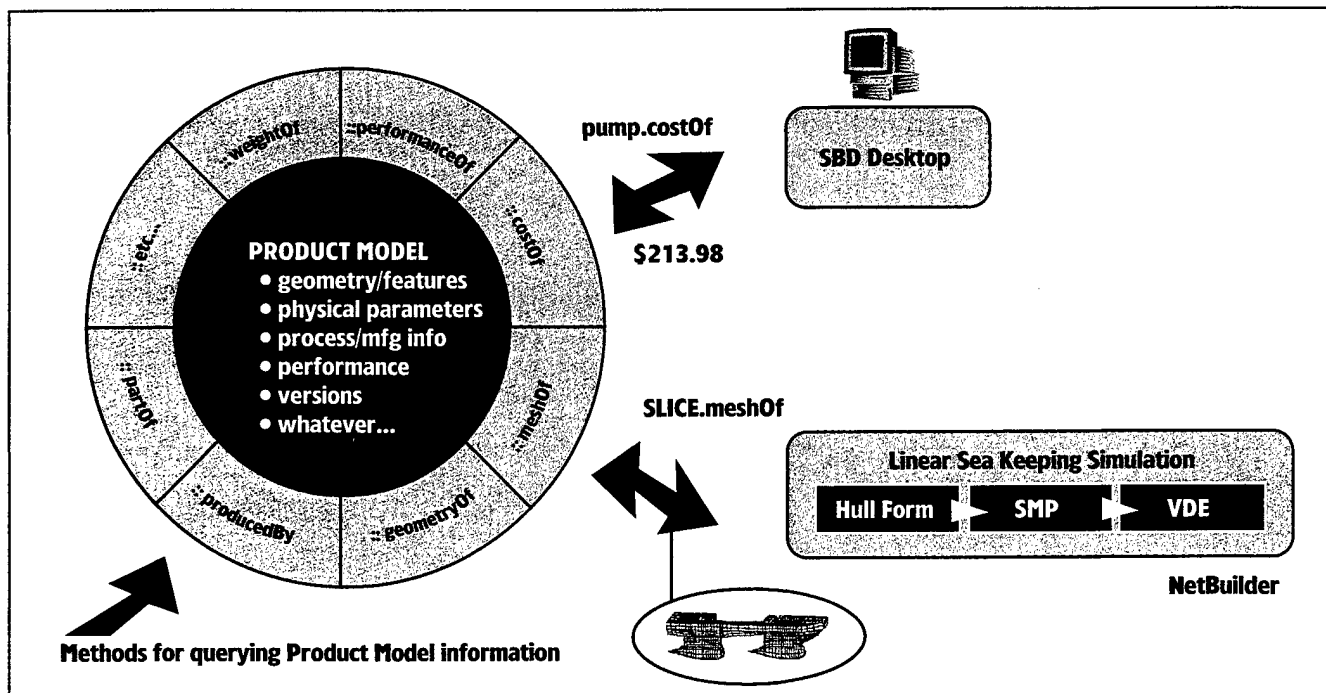 ::weightOf
::performanceOf
::costOf
::meshOf
::geometryOf
::producedBy
::partOf
::etc...
PRODUCT MODEL
• geometry/features
• physical parameters
• process/mfg info
• performance
• versions
• whatever...
Methods for querying Product Model information
pump.costOf
$213.98
SBD Desktop
SLICE.meshOf
Linear Sea Keeping Simulation
Hull Form
SMP
VDE
NetBuilder